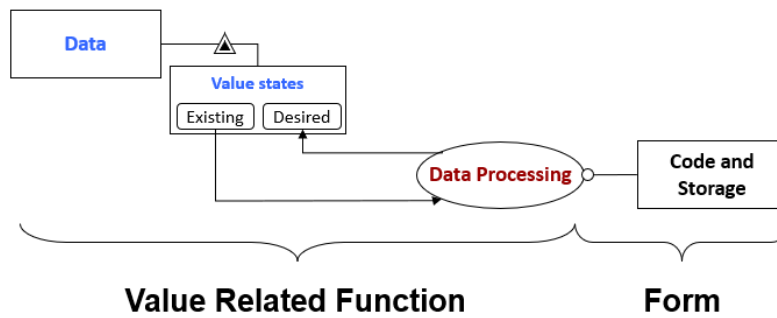 Data
Value states
Existing
Desired
Data Processing
Code and
Storage
Value Related Function
Form